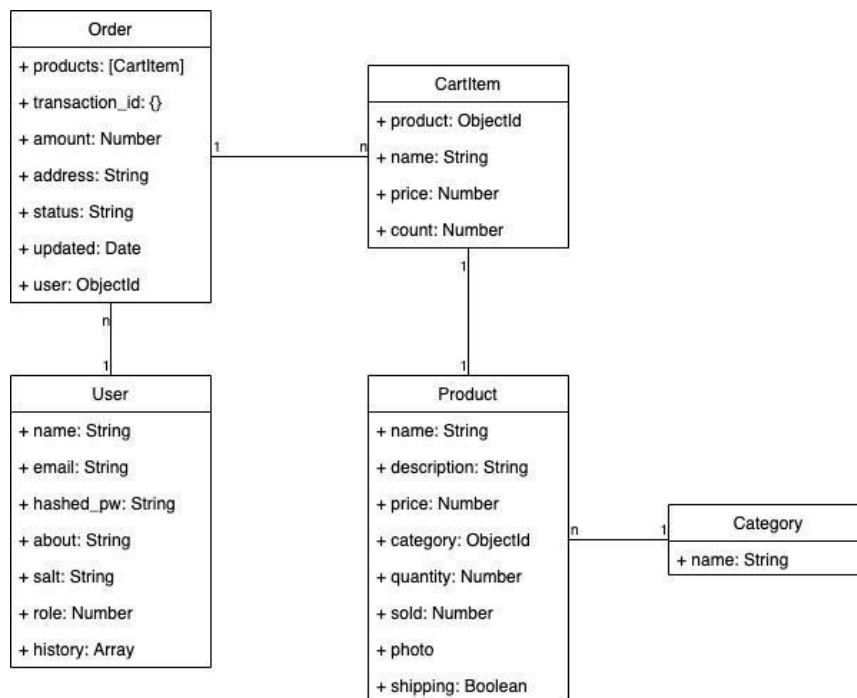 Order
+ products: [CartItem]
+ transaction_id: {}
+ amount: Number
+ address: String
+ status: String
+ updated: Date
+ user: ObjectId
1
n
CartItem
+ product: ObjectId
+ name: String
+ price: Number
+ count: Number
n
1
1
1
User
+ name: String
+ email: String
+ hashed_pw: String
+ about: String
+ salt: String
+ role: Number
+ history: Array
Product
+ name: String
+ description: String
+ price: Number
+ category: ObjectId
+ quantity: Number
+ sold: Number
+ photo
+ shipping: Boolean
n
1
Category
+ name: String